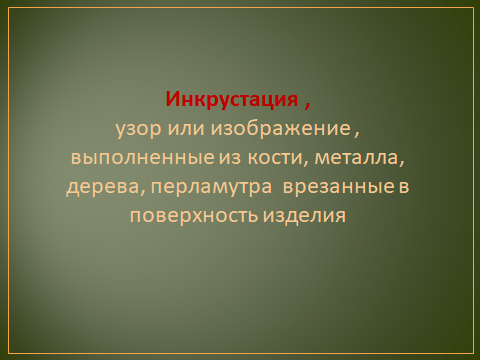 Инкрустация ,
узор или изображение ,
выполненные из кости, металла,
дерева, перламутра врезанные в
поверхность изделия